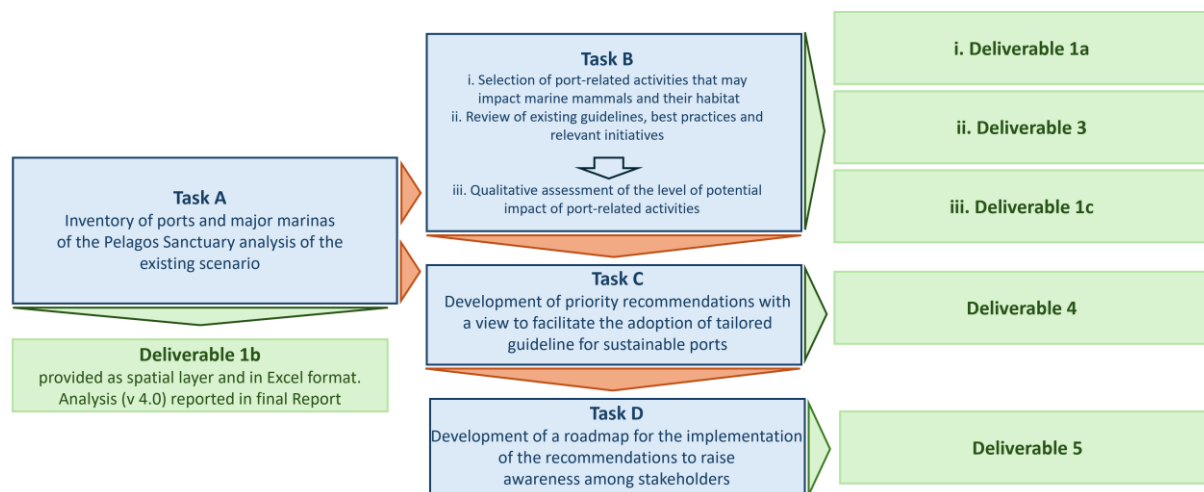 Task A
Inventory of ports and major marinas
of the Pelagos Sanctuary analysis of the
existing scenario
Deliverable 1b
provided as spatial layer and in Excel format.
Analysis (v 4.0) reported in final Report
Task B
i. Selection of port-related activities that may
impact marine mammals and their habitat
ii. Review of existing guidelines, best practices and
relevant initiatives
iii. Qualitative assessment of the level of potential
impact of port-related activities
Task C
Development of priority recommendations with
a view to facilitate the adoption of tailored
guideline for sustainable ports
Task D
Development of a roadmap for the implementation
of the recommendations to raise
awareness among stakeholders
i. Deliverable 1a
ii. Deliverable 3
iii. Deliverable 1c
Deliverable 4
Deliverable 5